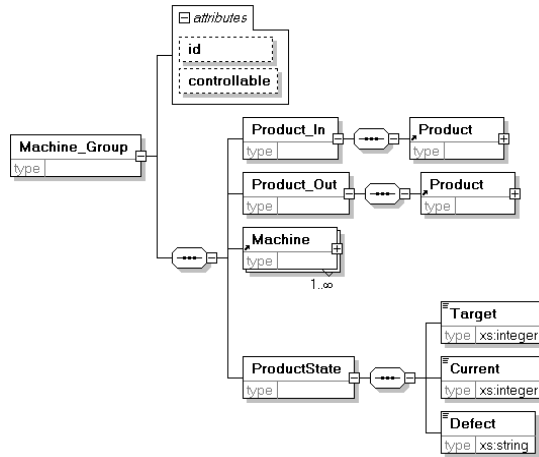 attributes
id
controllable
Machine_Group
type
Product_In
type
Product
type
Product_Out
type
Product
type
Machine
type
1..∞
ProductState
type
Target
type xs:integer
Current
type xs:integer
Defect
type xs:string